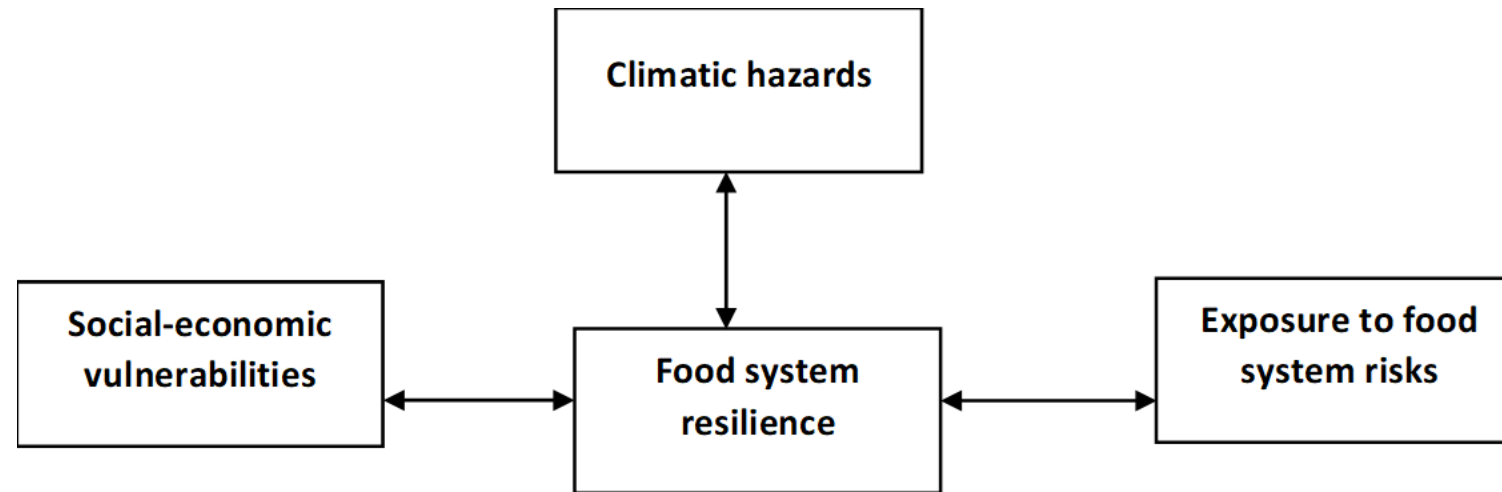 Climatic hazards
Social-economic
vulnerabilities
Food system
resilience
Exposure to food
system risks